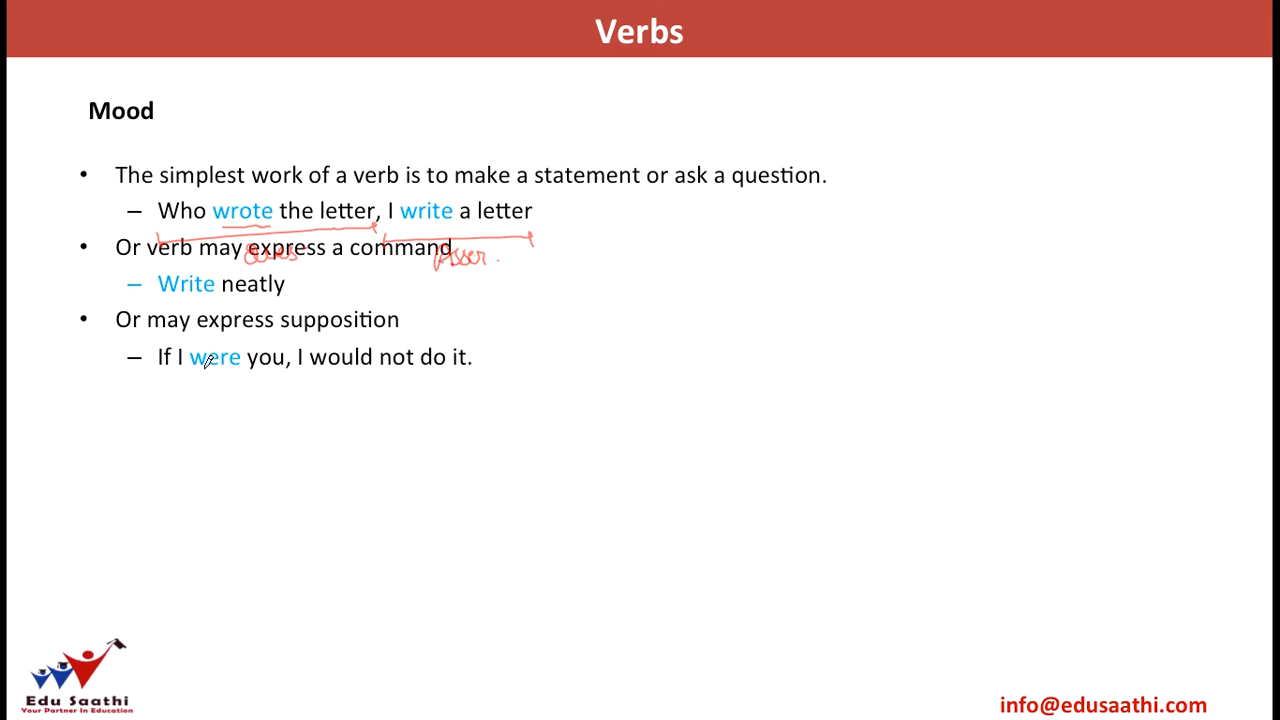 Verbs
Mood
• The simplest work of a verb is to make a statement or ask a question.
– Who wrote the letter, I write a letter
• Or verb may express a command
Ques Asser.
– Write neatly
• Or may express supposition
– If I were you, I would not do it.
Edu Saathi
Your Partner In Education
info@edusaathi.com